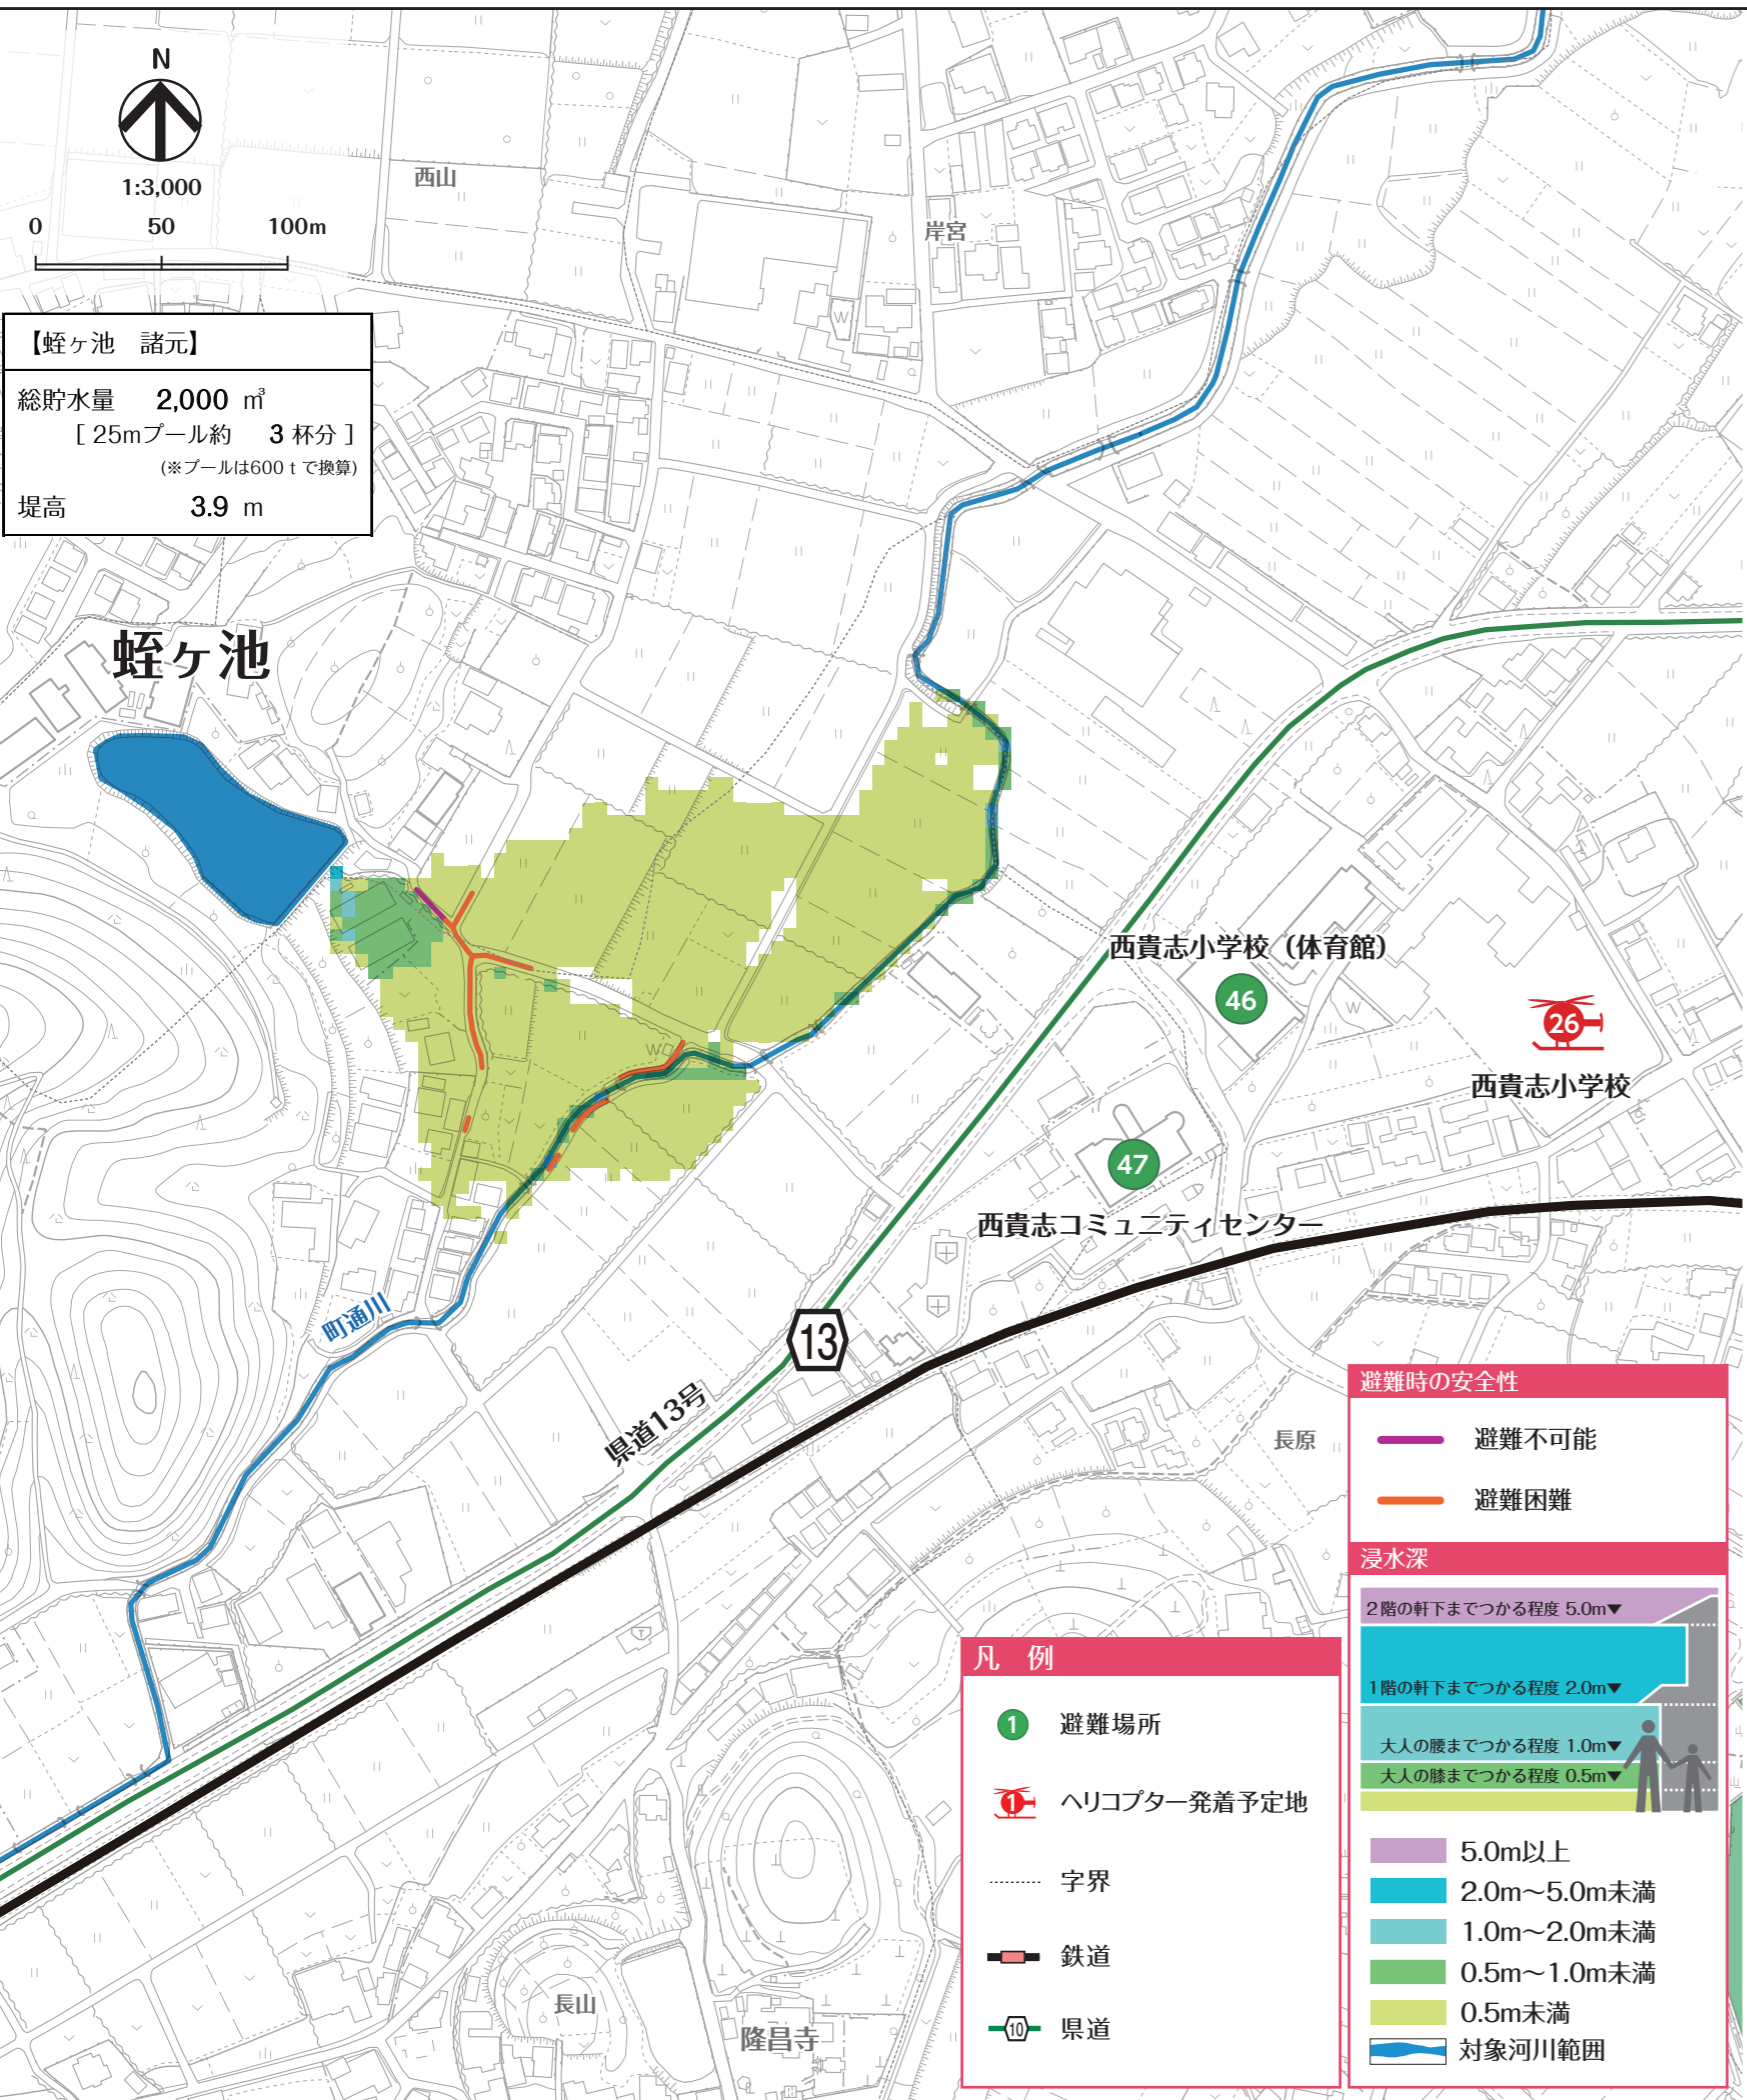 N
1:3,000
0 50 100m
西山
岸宮
【蛭ヶ池　諸元】
総貯水量 2,000 ㎥
[ 25mプール約 3 杯分 ]
(※プールは600ｔで換算)
堤高 3.9 m
蛭ヶ池
W
西貴志小学校（体育館）
46
W
26
W
西貴志小学校
47
西貴志コミュニティセンター
町通川
13
県道13号
長原
長山
隆昌寺
凡　例
1 避難場所
1 ヘリコプター発着予定地
字界
鉄道
10 県道
避難時の安全性
避難不可能
避難困難
浸水深
２階の軒下までつかる程度 5.0m▼
１階の軒下までつかる程度 2.0m▼
大人の腰までつかる程度 1.0m▼
大人の膝までつかる程度 0.5m▼
5.0m以上
2.0m～5.0m未満
1.0m～2.0m未満
0.5m～1.0m未満
0.5m未満
対象河川範囲